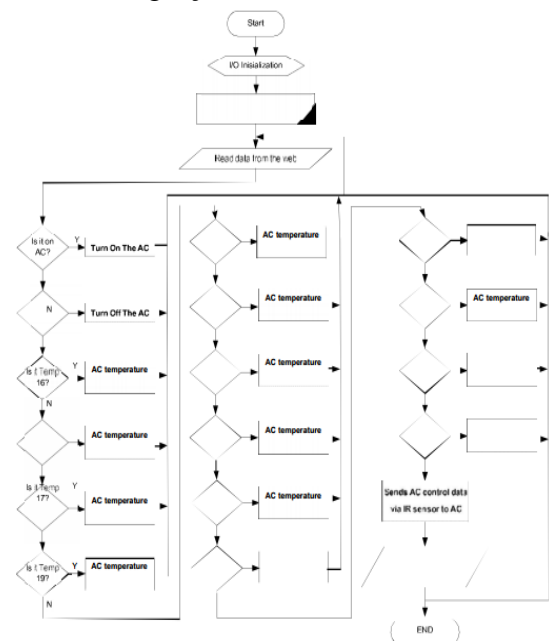 Start
I/O Inisialization
Read data from the web
Is it on
AC?
Y
Turn On The AC
N
Turn Off The AC
Is it Temp
16?
Y
AC temperature
N
AC temperature
Is it Temp
17?
Y
AC temperature
Is it Temp
19?
Y
AC temperature
N
AC temperature
AC temperature
AC temperature
AC temperature
AC temperature
AC temperature
Sends AC control data
via IR sensor to AC
END